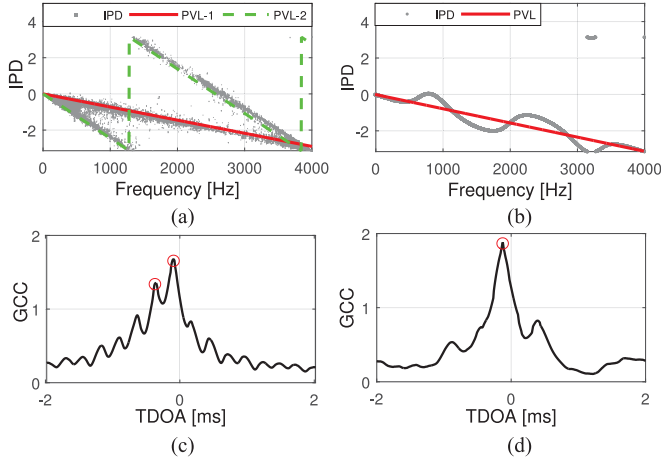 IPD PVL-1 PVL-2
IPD
2
0
-2
0 1000 2000 3000 4000
Frequency [Hz]
(a)
IPD PVL
IPD
2
0
-2
0 1000 2000 3000 4000
Frequency [Hz]
(b)
GCC
2
1
0
-2 0 2
TDOA [ms]
(c)
GCC
2
1
0
-2 0 2
TDOA [ms]
(d)